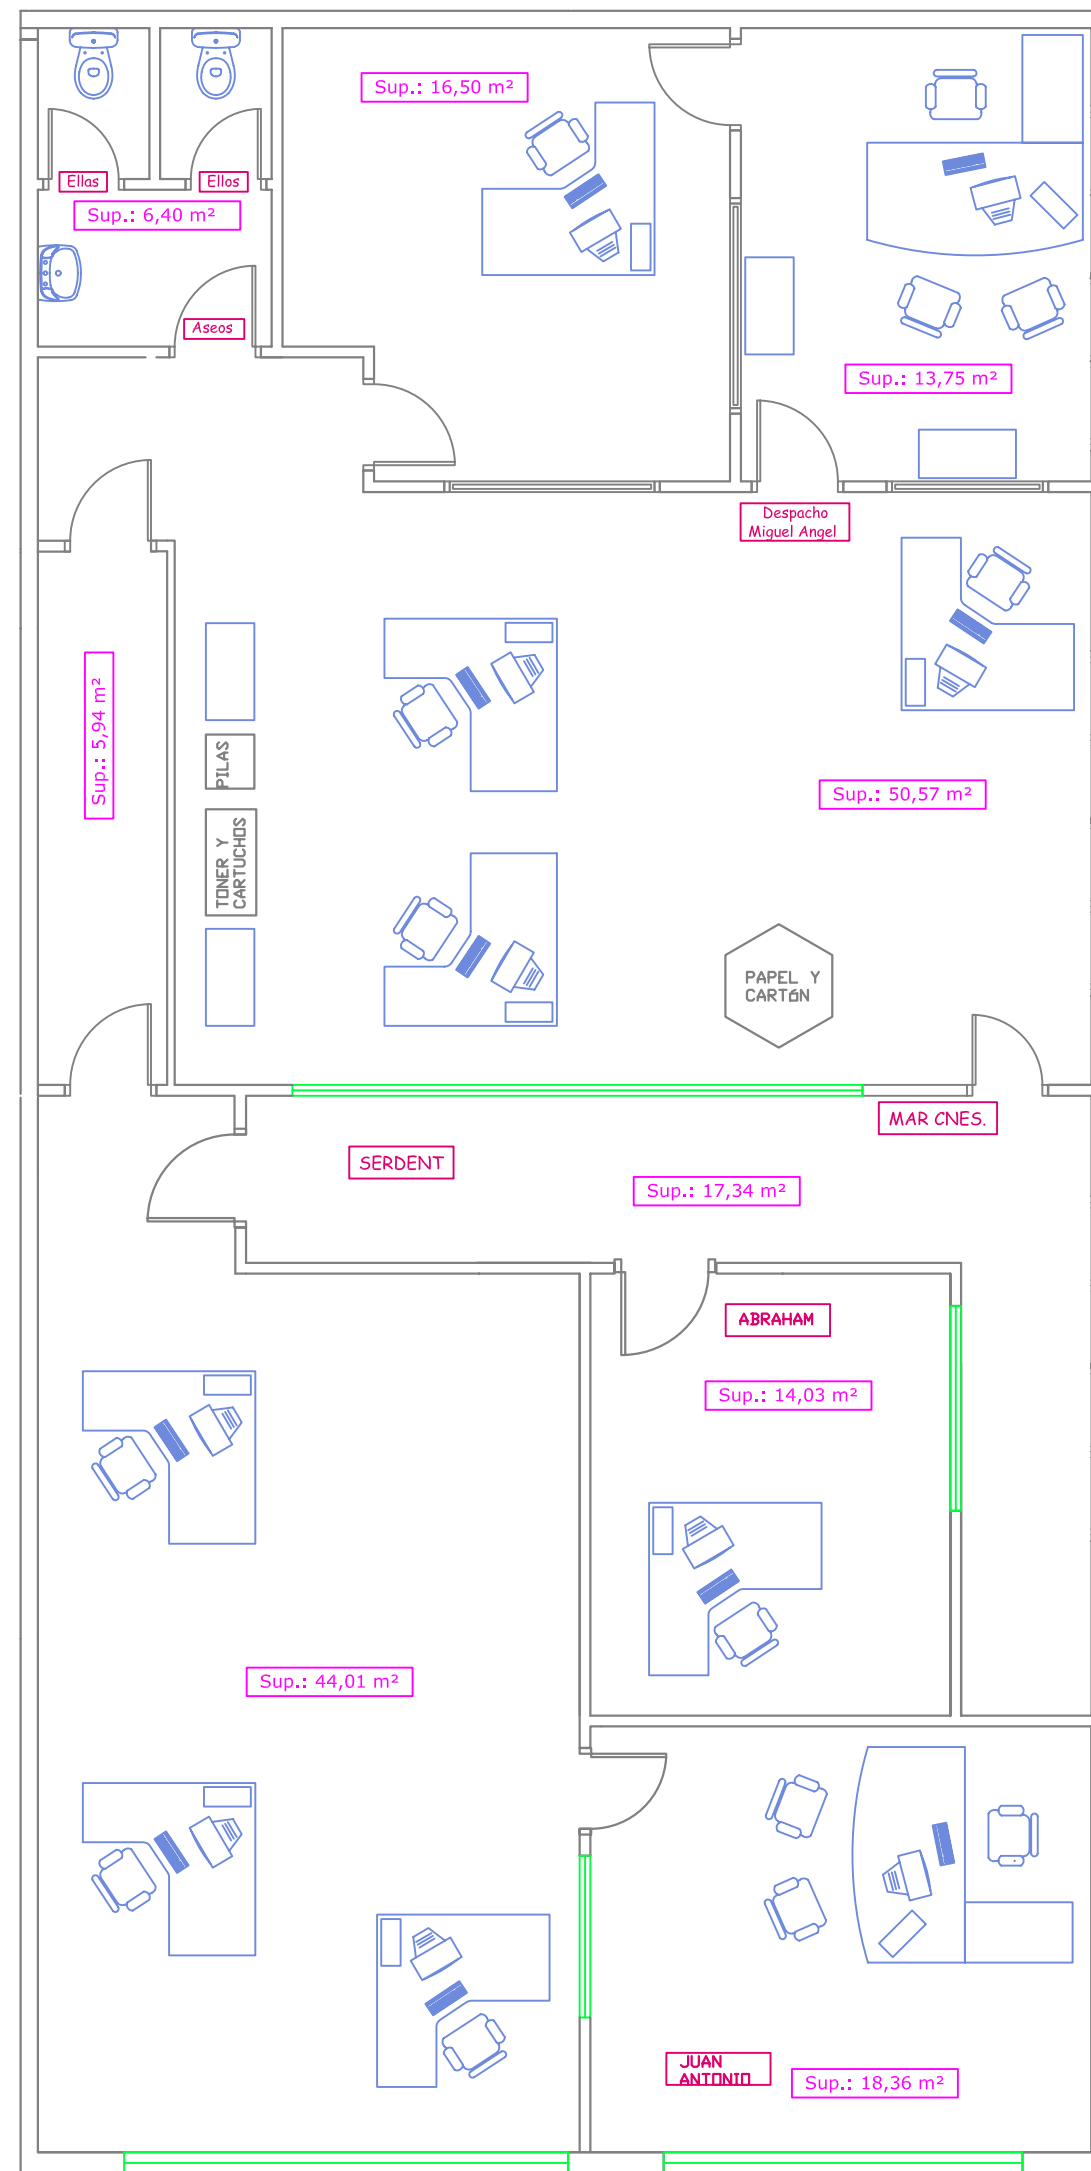 Sup.: 16,50 m²
Ellas
Ellos
Sup.: 6,40 m²
Aseos
Sup.: 13,75 m²
Despacho
Miguel Angel
Sup.: 5,94 m²
PILAS
Sup.: 50,57 m²
TONER Y
CARTUCHOS
PAPEL Y
CARTóN
MAR CNES.
SERDENT
Sup.: 17,34 m²
ABRAHAM
Sup.: 14,03 m²
Sup.: 44,01 m²
JUAN
ANTONIO
Sup.: 18,36 m²